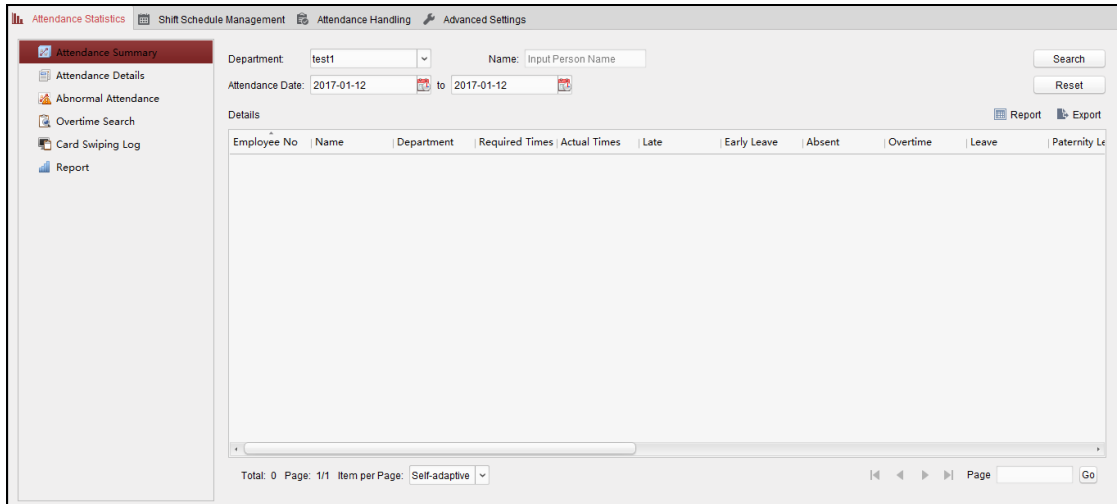 Attendance Statistics Shift Schedule Management Attendance Handling Advanced Settings
Attendance Summary
Attendance Details
Abnormal Attendance
Overtime Search
Card Swiping Log
Report
Department: test1 Name: Input Person Name Search
Attendance Date: 2017-01-12 to 2017-01-12 Reset
Details Report Export
Employee No Name Department Required Times Actual Times Late Early Leave Absent Overtime Leave Paternity Le
Total: 0 Page: 1/1 Item per Page: Self-adaptive Page Go